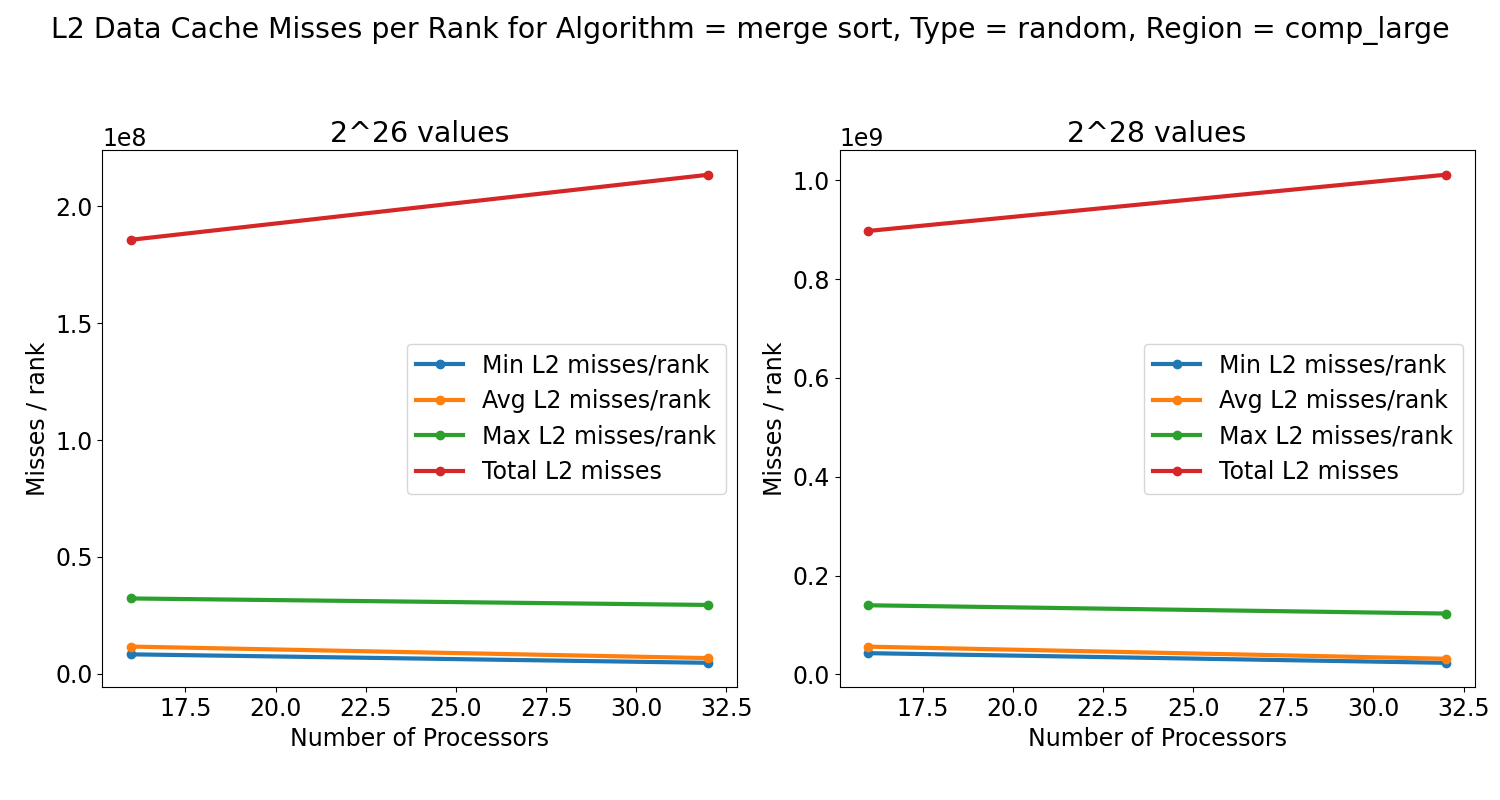 L2 Data Cache Misses per Rank for Algorithm = merge sort, Type = random, Region = comp_large
2^26 values
1e8
2.0
1.5
1.0
0.5
0.0
Misses / rank
Min L2 misses/rank
Avg L2 misses/rank
Max L2 misses/rank
Total L2 misses
17.5 20.0 22.5 25.0 27.5 30.0 32.5
Number of Processors
2^28 values
1e9
1.0
0.8
0.6
0.4
0.2
0.0
Misses / rank
Min L2 misses/rank
Avg L2 misses/rank
Max L2 misses/rank
Total L2 misses
17.5 20.0 22.5 25.0 27.5 30.0 32.5
Number of Processors